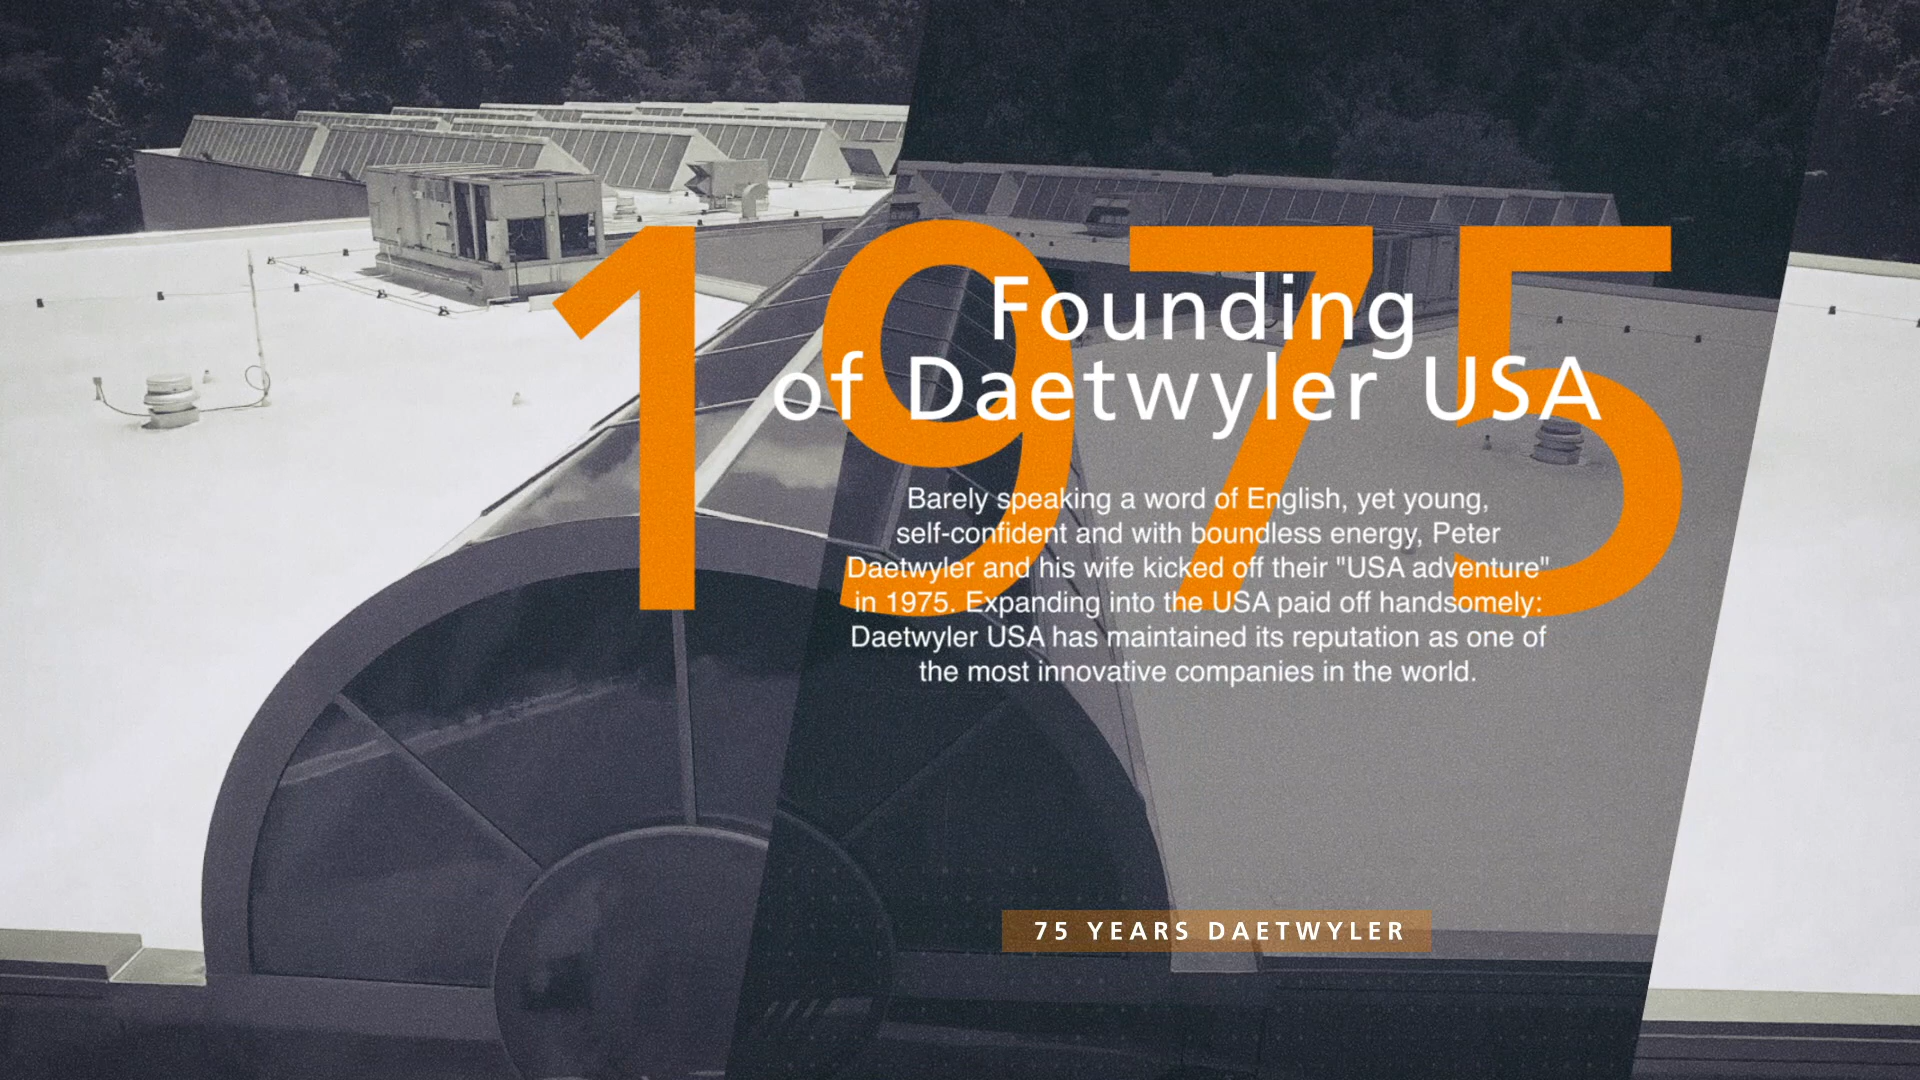 1975
Founding
of Daetwyler USA
Barely speaking a word of English, yet young,
self-confident and with boundless energy, Peter
Daetwyler and his wife kicked off their "USA adventure"
in 1975. Expanding into the USA paid off handsomely:
Daetwyler USA has maintained its reputation as one of
the most innovative companies in the world.
75 YEARS DAETWYLER